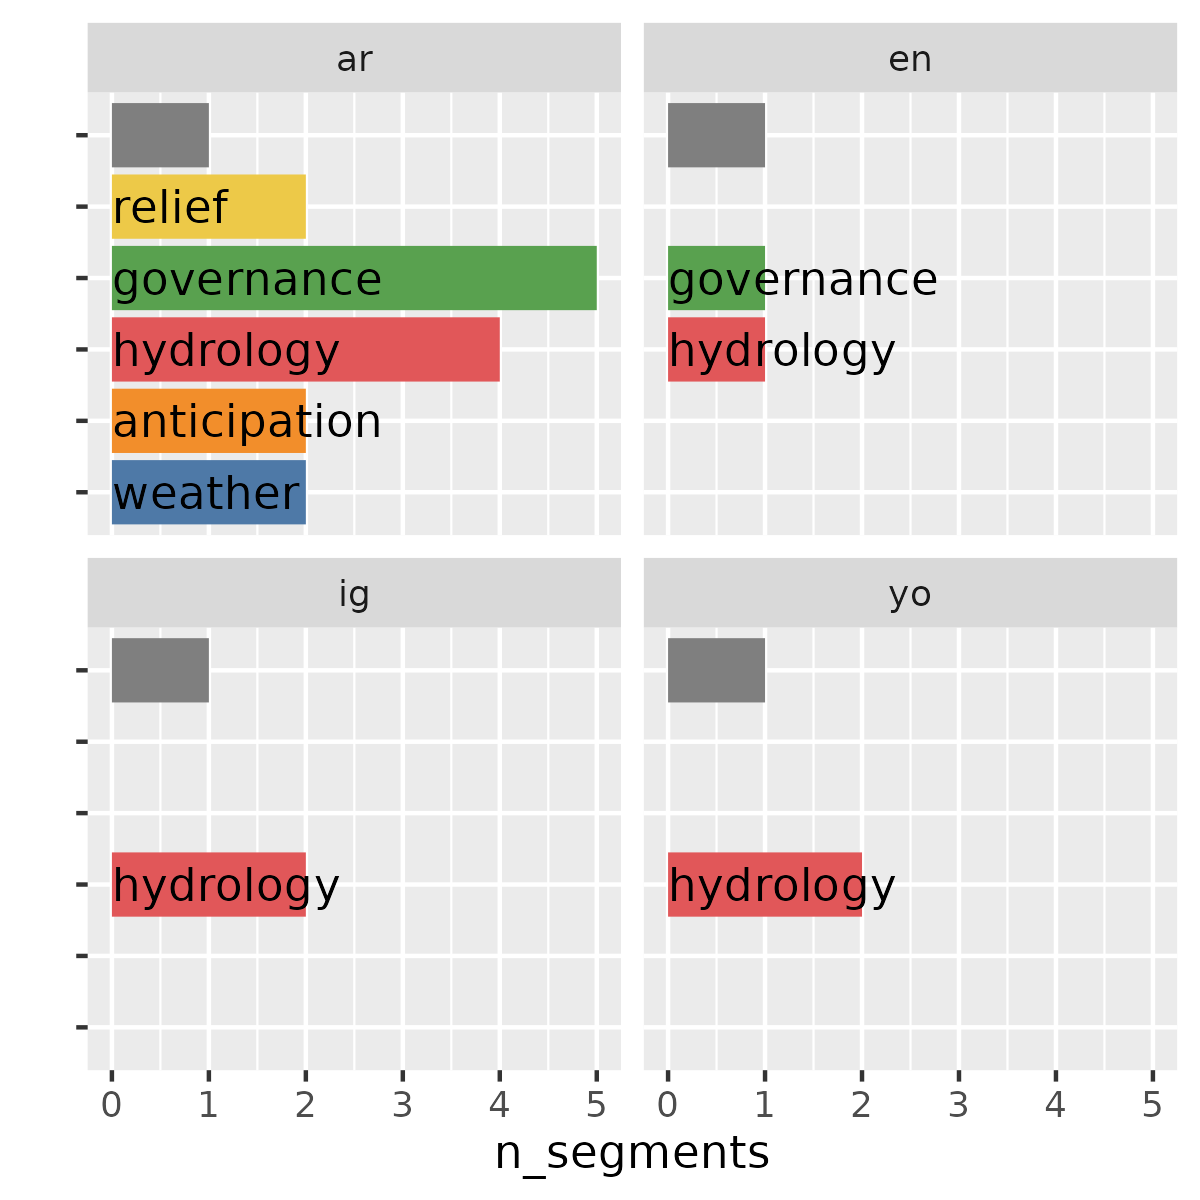 ar
relief
governance
hydrology
anticipation
weather
en
governance
hydrology
ig
hydrology
yo
hydrology
0 1 2 3 4 5
0 1 2 3 4 5
n_segments